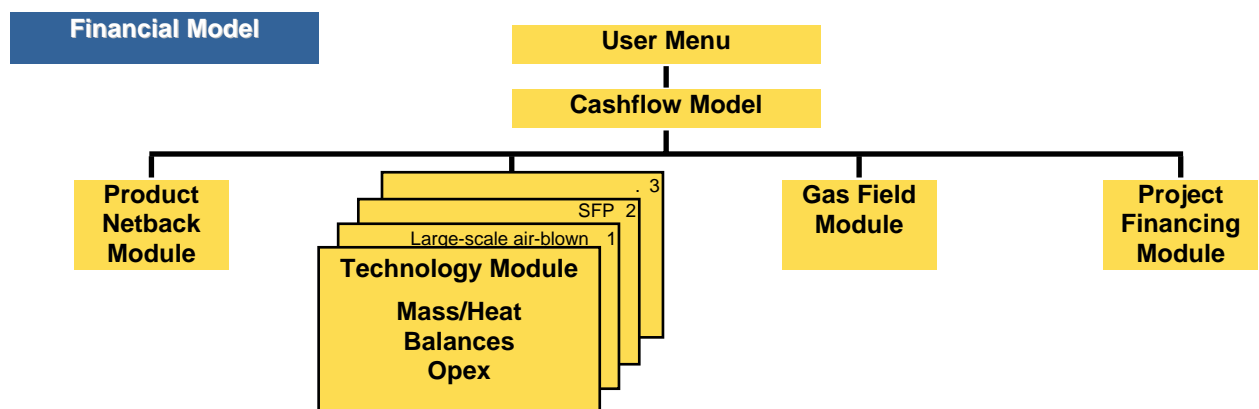 Financial Model
User Menu
Cashflow Model
Product
Netback
Module
. 3
SFP 2
Large-scale air-blown 1
Technology Module
Mass/Heat
Balances
Opex
Gas Field
Module
Project
Financing
Module